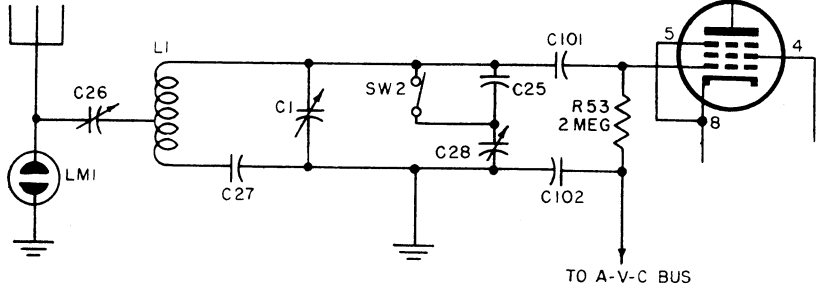 L1
C101
5
4
C26
SW2
C25
C1
R53
2 MEG
8
C28
LM1
C27
C102
TO A-V-C BUS